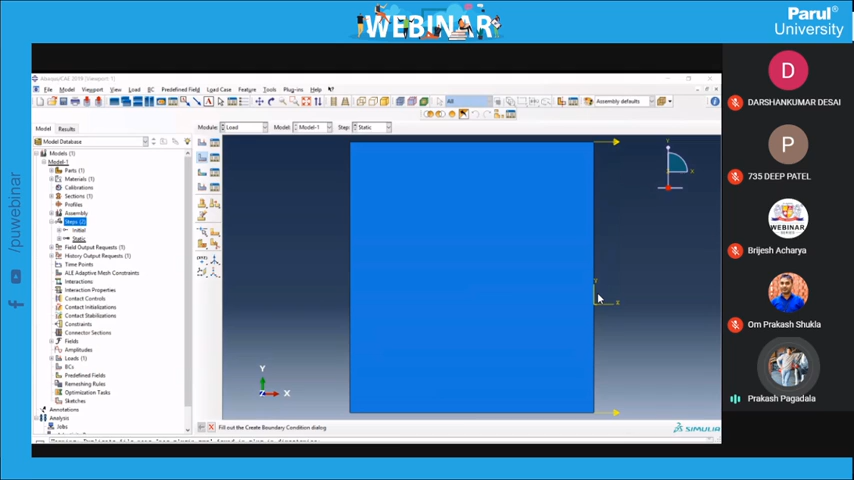 WEBINAR
Parul®
University
/puwebinar
Abaqus/CAE 2019 [Viewport: 1]
File Model Viewport View Load BC Predefined Field Load Case Feature Tools Plug-ins Help
All
Assembly defaults
Model Results
Module: Load Model: Model-1 Step: Static
Model Database
Models (1)
Model-1
Parts (1)
Materials (1)
Calibrations
Sections (1)
Profiles
Assembly
Steps (2)
Initial
Static
Field Output Requests (1)
History Output Requests (1)
Time Points
ALE Adaptive Mesh Constraints
Interactions
Interaction Properties
Contact Controls
Contact Initializations
Contact Stabilizations
Constraints
Connector Sections
Fields
Amplitudes
Loads (1)
BCs
Predefined Fields
Remeshing Rules
Optimization Tasks
Sketches
Annotations
Analysis
Jobs
Y
X
Z
Y
X
Y
X
Fill out the Create Boundary Condition dialog
SIMULIA
D
DARSHANKUMAR DESAI
P
735 DEEP PATEL
WEBINAR
Brijesh Acharya
Om Prakash Shukla
Prakash Pagadala